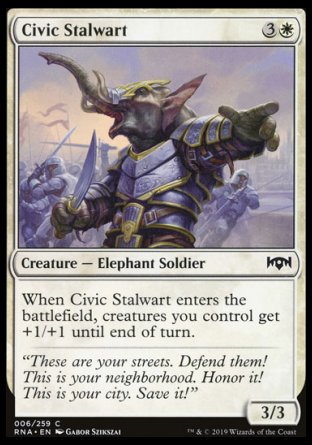 Civic Stalwart 3
Creature — Elephant Soldier
When Civic Stalwart enters the
battlefield, creatures you control get
+1/+1 until end of turn.
"These are your streets. Defend them!
This is your neighborhood. Honor it!
This is your city. Save it!"
3/3
006/259 C
RNA • EN Gabor Szikszai
™ & © 2019 Wizards of the Coast